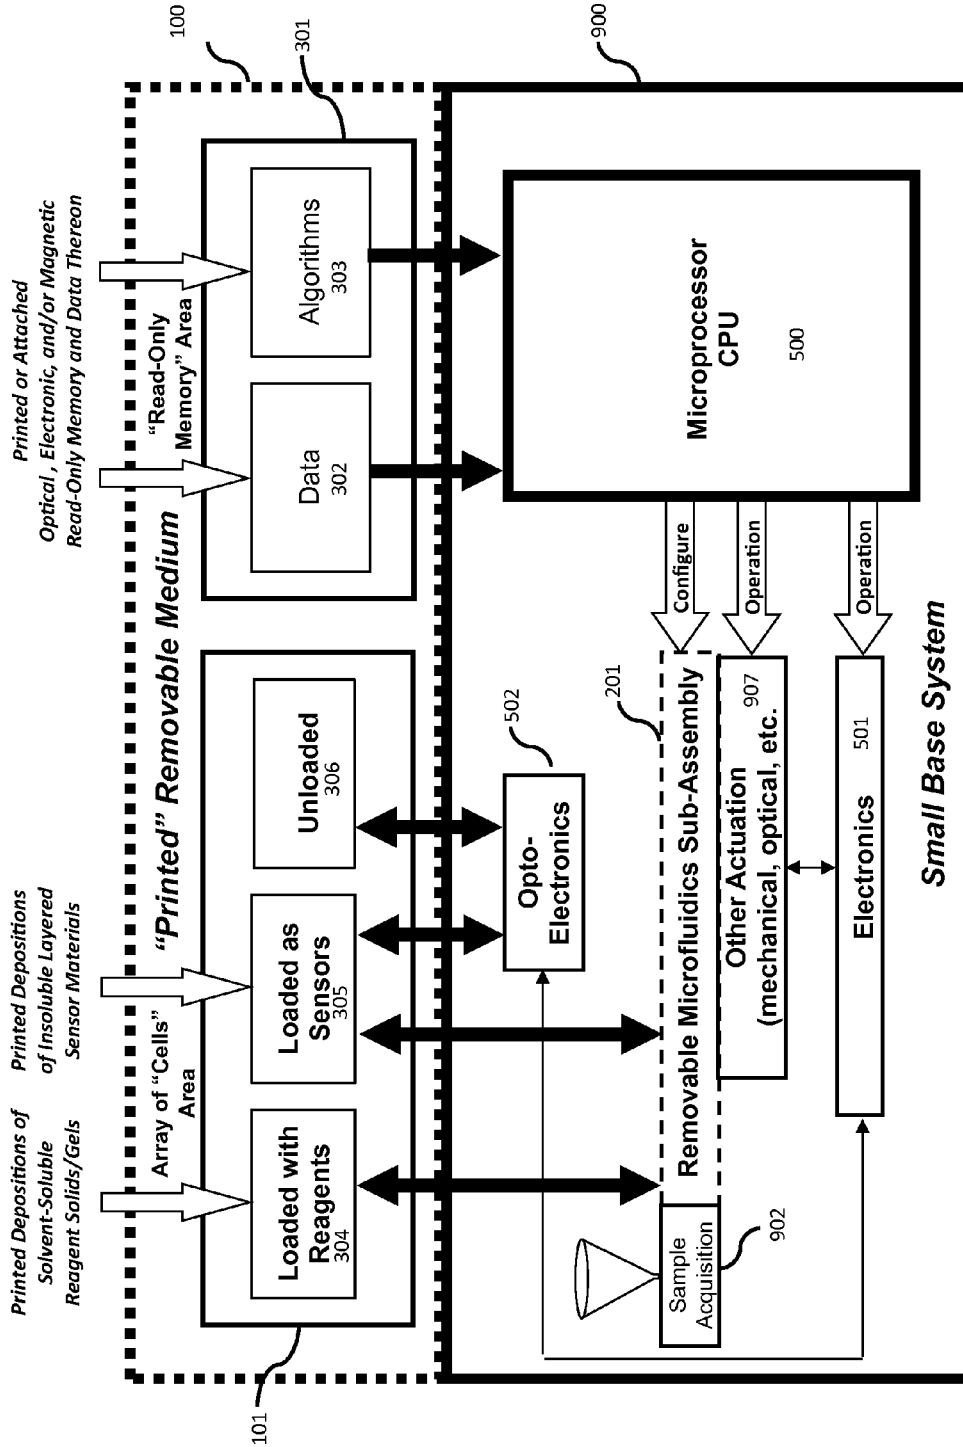 Printed Depositions of
Solvent-Soluble
Reagent Solids/Gels
Printed Depositions
of Insoluble Layered
Sensor Materials
Printed or Attached
Optical , Electronic, and/or Magnetic
Read-Only Memory and Data Thereon
100
“Printed” Removable Medium
101
Array of “Cells”
Area
Loaded with
Reagents
304
Loaded as
Sensors
305
Unloaded
306
“Read-Only
Memory” Area
301
Data
302
Algorithms
303
900
Opto-
Electronics
502
Sample
Acquisition
902
Removable Microfluidics Sub-Assembly
201
Other Actuation
(mechanical, optical, etc.
907
Electronics
501
Configure
Operation
Operation
Microprocessor
CPU
500
Small Base System